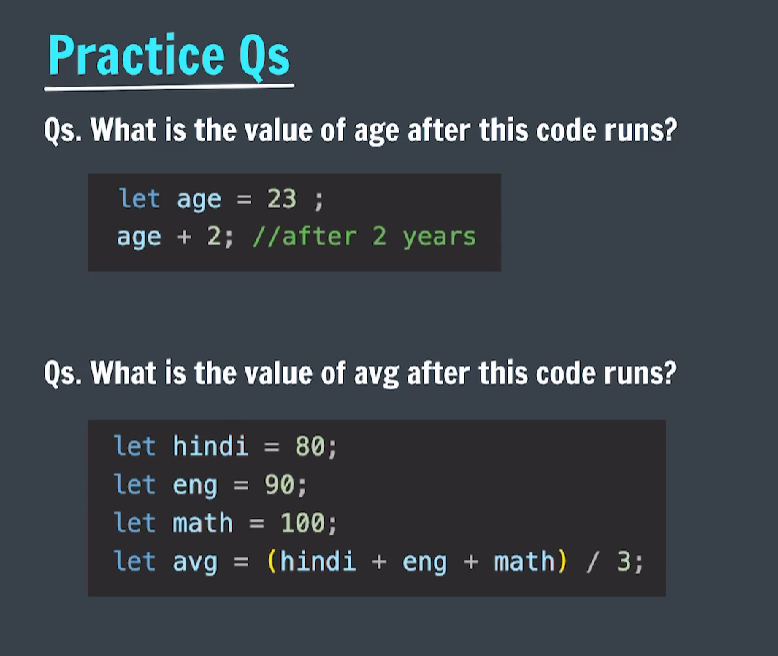 Practice Qs
Qs. What is the value of age after this code runs?
let age = 23 ;
age + 2; //after 2 years
Qs. What is the value of avg after this code runs?
let hindi = 80;
let eng = 90;
let math = 100;
let avg = (hindi + eng + math) / 3;